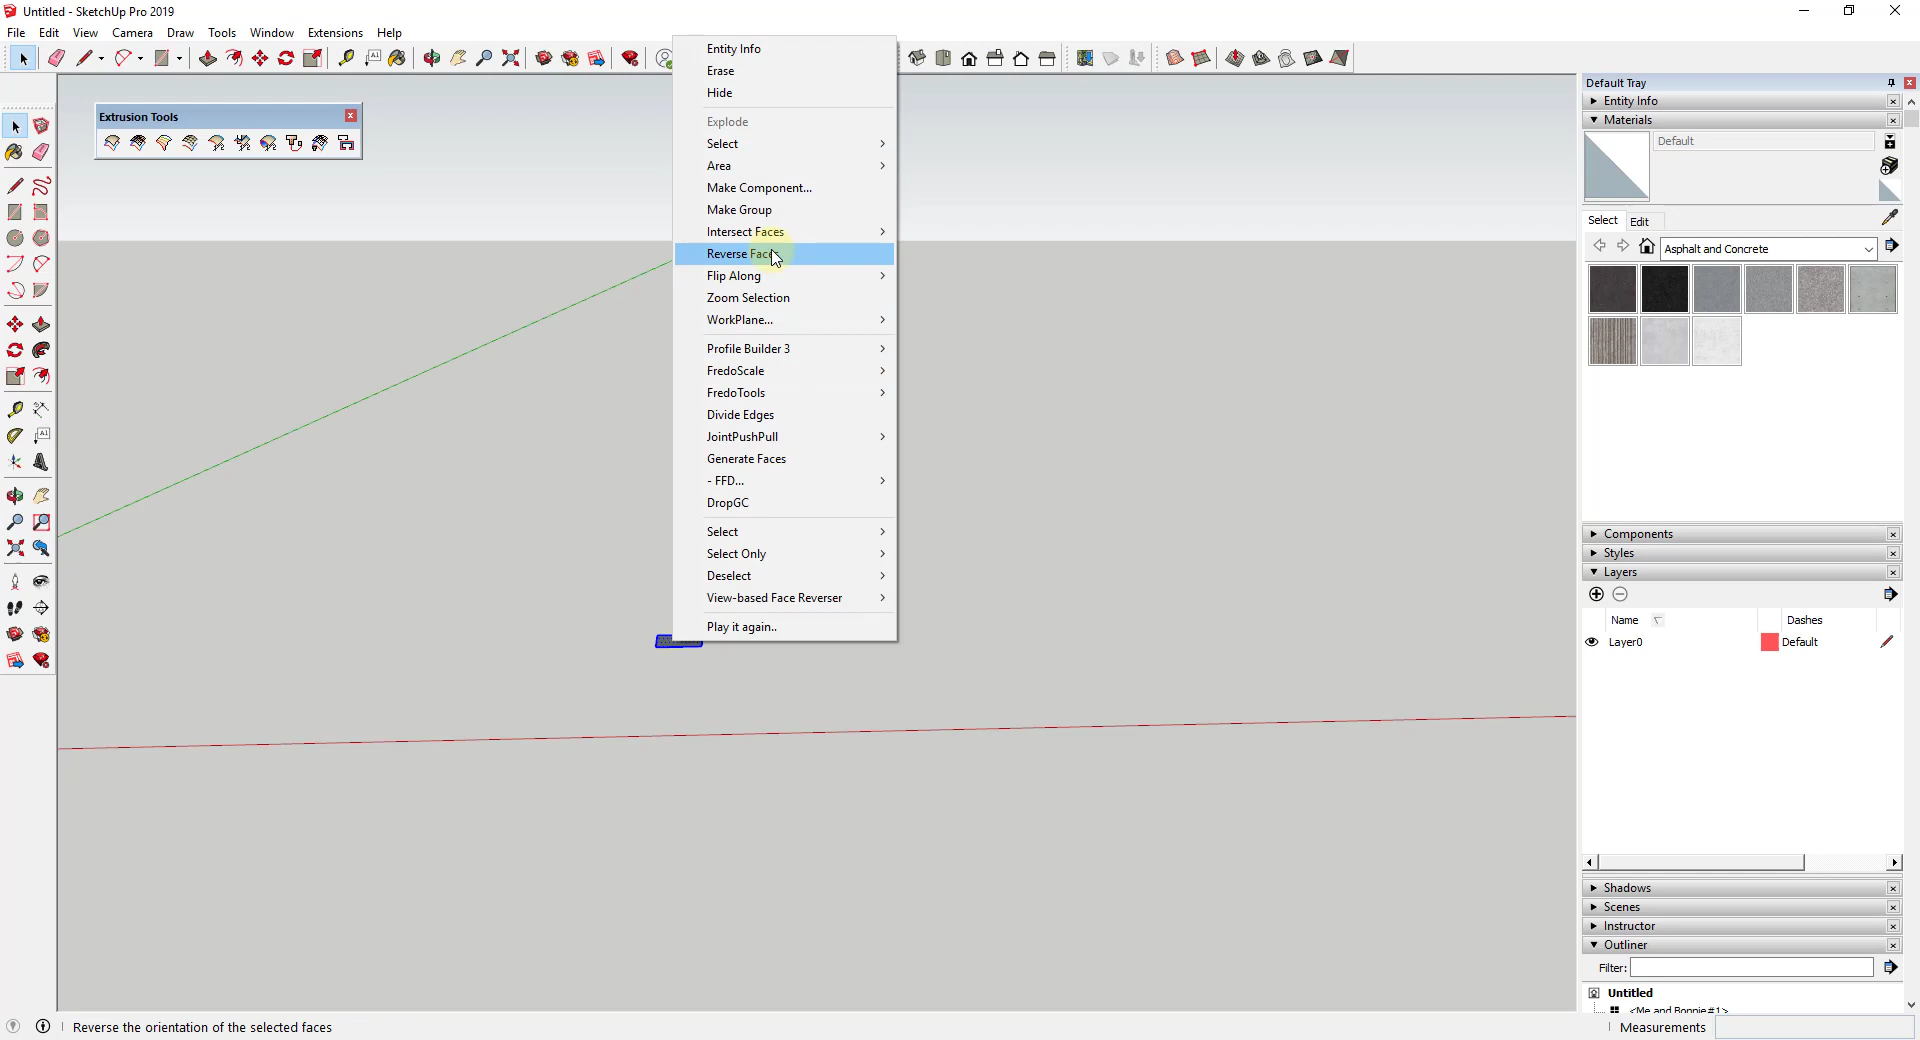 Untitled - SketchUp Pro 2019
File Edit View Camera Draw Tools Window Extensions Help
Extrusion Tools
Entity Info
Erase
Hide
Explode
Select
Area
Make Component...
Make Group
Intersect Faces
Reverse Faces
Flip Along
Zoom Selection
WorkPlane...
Profile Builder 3
FredoScale
FredoTools
Divide Edges
JointPushPull
Generate Faces
- FFD...
DropGC
Select
Select Only
Deselect
View-based Face Reverser
Play it again..
Default Tray
Entity Info
Materials
Default
Select Edit
Asphalt and Concrete
Components
Styles
Layers
Name Dashes
Layer0 Default
Shadows
Scenes
Instructor
Outliner
Filter:
Untitled
<Me and Bonnie#1>
Reverse the orientation of the selected faces
Measurements